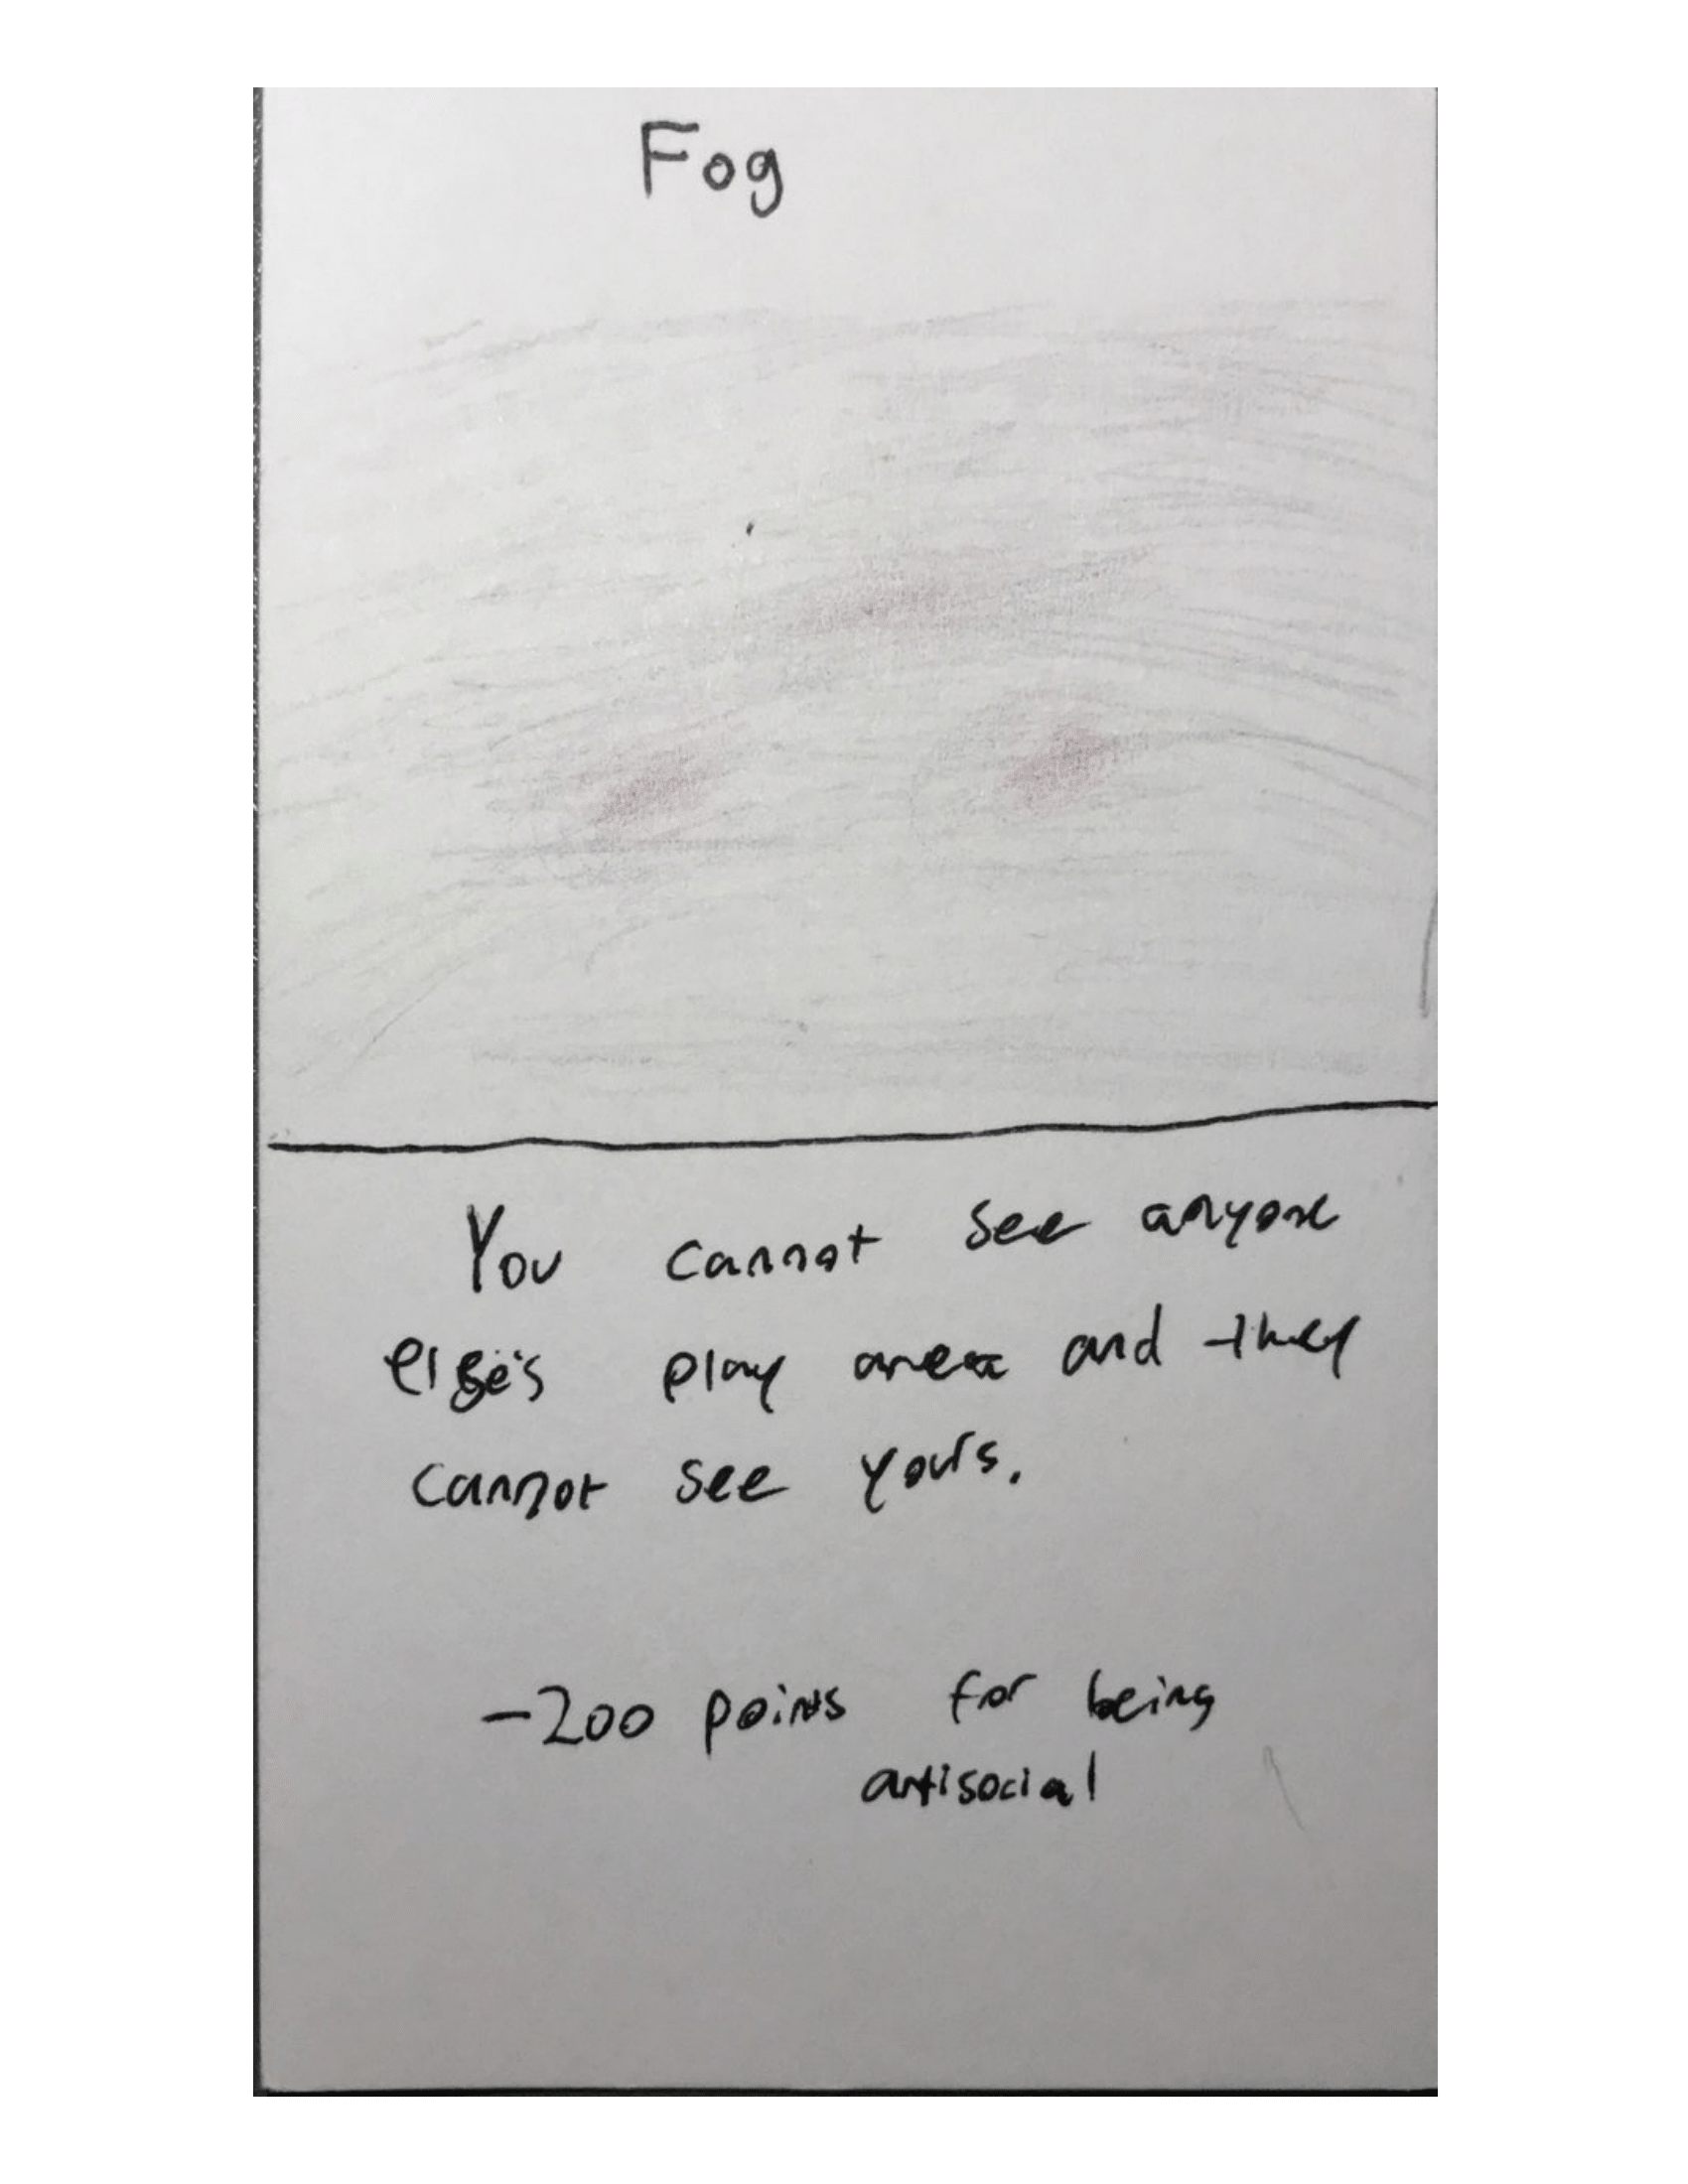 Fog
You cannot see anyone
else's play area and they
cannot see yours.
-200 points for being
antisocial